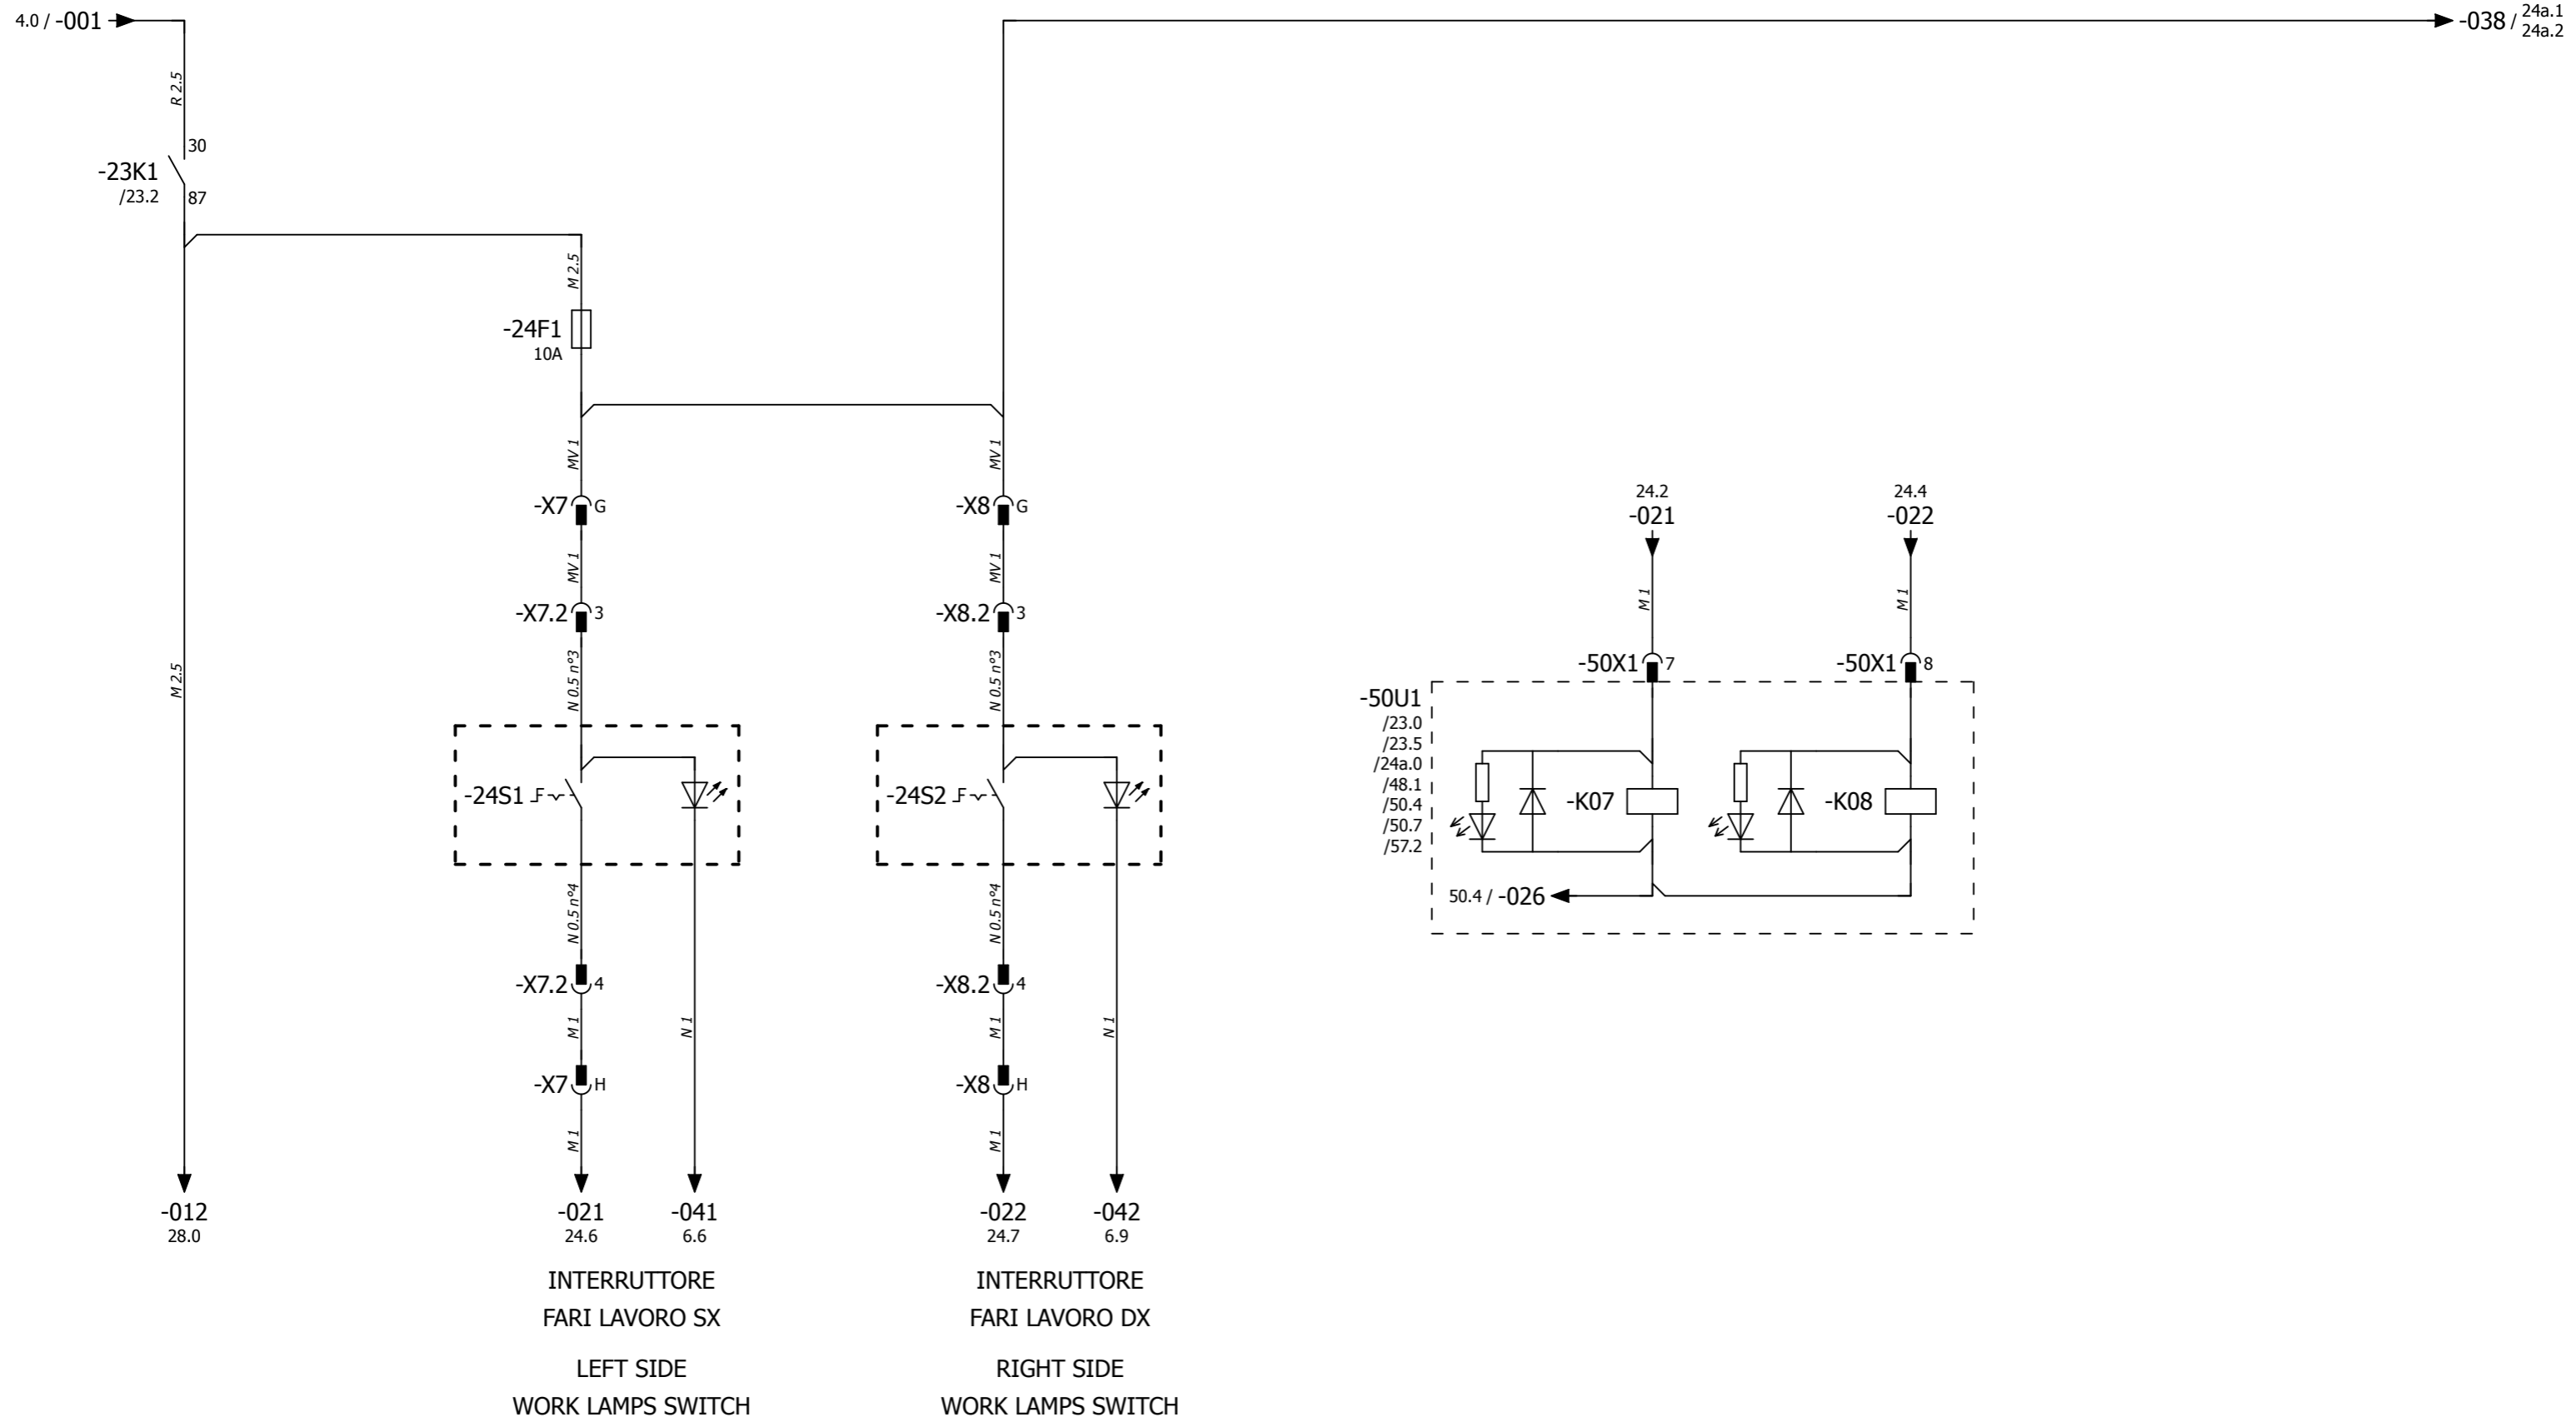 4.0 / -001
-038 / 24a.1
24a.2
R 2.5
30
-23K1
/23.2
87
M 2.5
-24F1
10A
MV 1
MV 1
-X7 G
-X8 G
MV 1
MV 1
-X7.2 3
-X8.2 3
N 0.5 n°3
N 0.5 n°3
M 2.5
-24S1
-24S2
N 0.5 n°4
N 0.5 n°4
-X7.2 4
-X8.2 4
M 1
N 1
M 1
N 1
-X7 H
-X8 H
M 1
M 1
-012
28.0
-021
24.6
-041
6.6
-022
24.7
-042
6.9
INTERRUTTORE
FARI LAVORO SX
LEFT SIDE
WORK LAMPS SWITCH
INTERRUTTORE
FARI LAVORO DX
RIGHT SIDE
WORK LAMPS SWITCH
24.2
-021
24.4
-022
M 1
M 1
-50X1 7
-50X1 8
-50U1
/23.0
/23.5
/24a.0
/48.1
/50.4
/50.7
/57.2
-K07
-K08
50.4 / -026